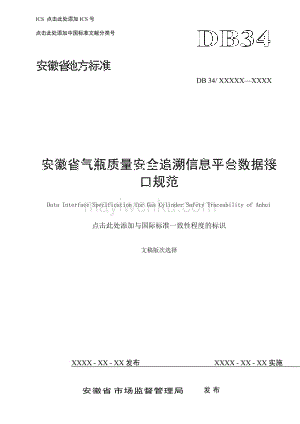 ICS 点击此处添加 ICS 号
点击此处添加中国标准文献分类号
DB34
安徽省地方标准
DB 34/ XXXXX—XXXX
安徽省气瓶质量安全追溯信息平台数据接
口规范
Data Interface Specification for Gas Cylinder Safety Traceability of Anhui
点击此处添加与国际标准一致性程度的标识
文稿版次选择
XXXX - XX - XX 发布
XXXX - XX - XX 实施
安徽省市场监督管理局 发 布